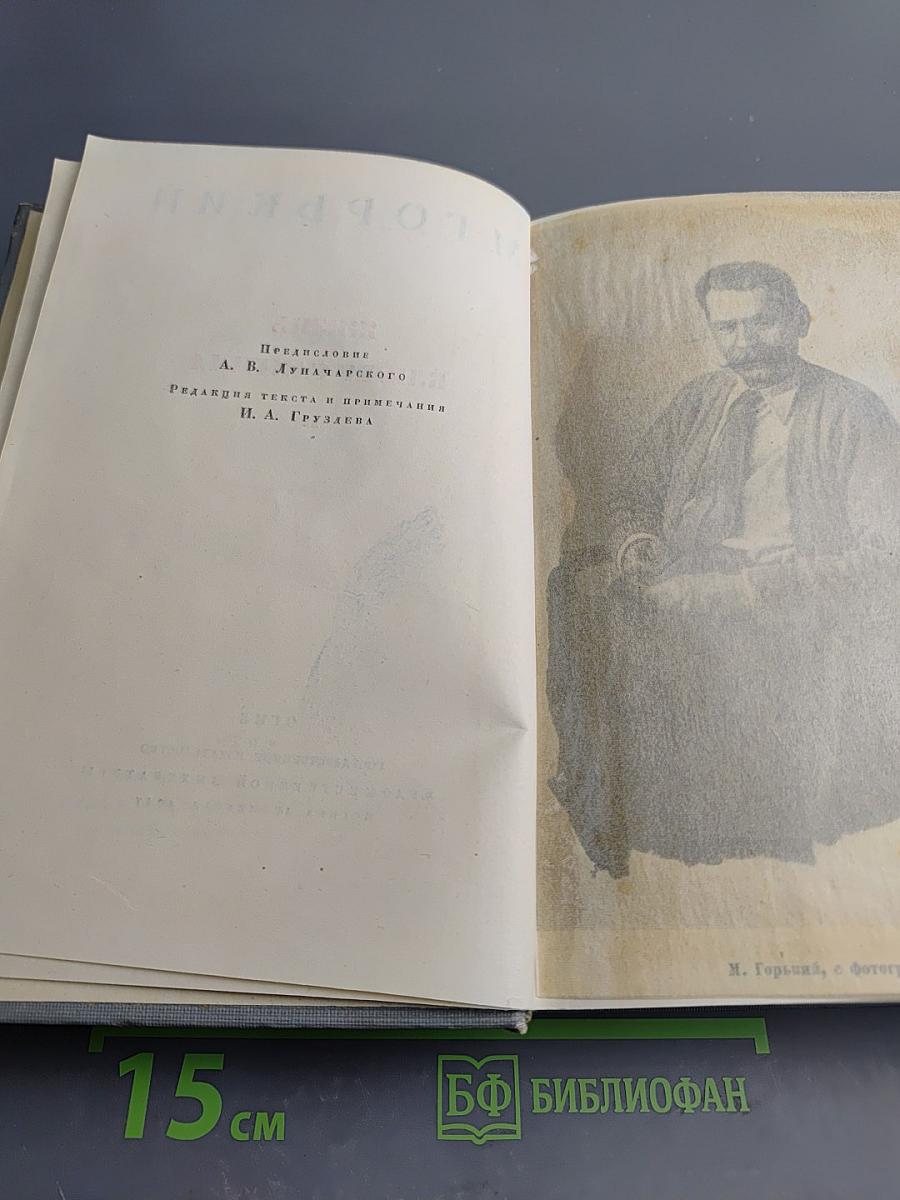 Предисловие
А. В. Луначарского
Редакция текста и примечания
И. А. Груздева
М. Горький, с фотогр
15 см
БФ БИБЛИОФАН